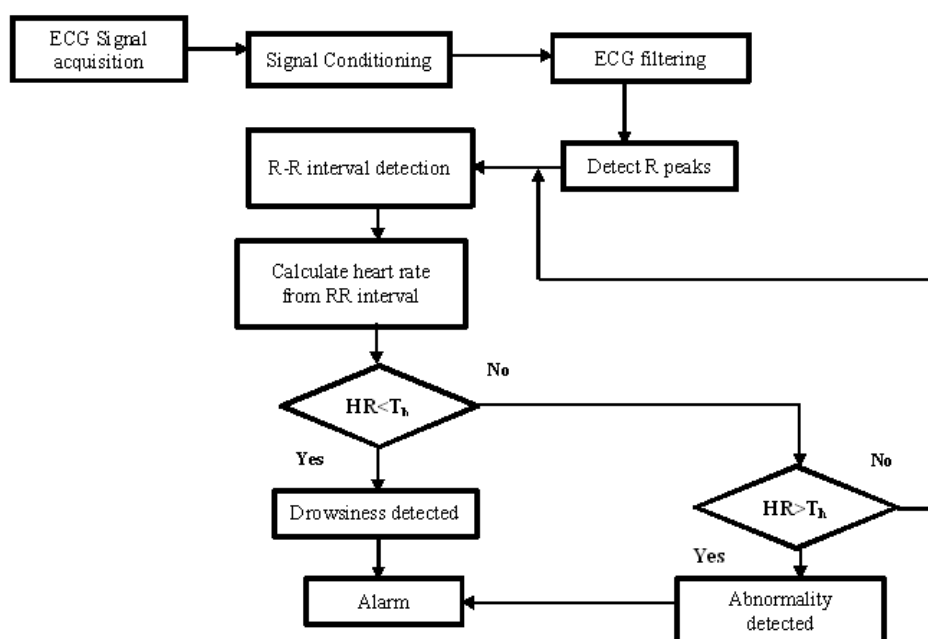 ECG Signal
acquisition
Signal Conditioning
ECG filtering
R-R interval detection
Detect R peaks
Calculate heart rate
from RR interval
No
HR<Tₕ
Yes
No
Drowsiness detected
HR>Tₕ
Yes
Alarm
Abnormality
detected